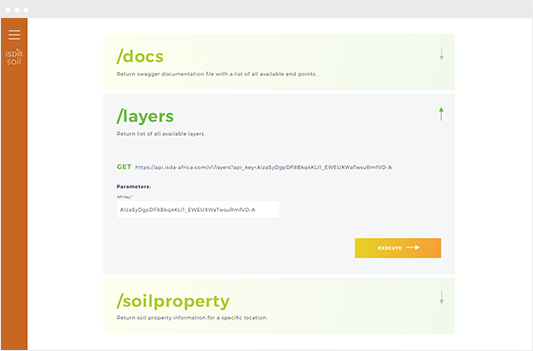 isda
soil
/docs
Return swagger documentation file with a list of all available end points.
/layers
Return list of all available layers.
GET https://api.isda-africa.com/v1/layers?api_key=AIzaSyDgpDF8Bkq4KLI1_EWEUXWaTwsuRmfVD-A
Parameters:
API Key*
AIzaSyDgpDF8Bkq4KLI1_EWEUXWaTwsuRmfVD-A
EXECUTE
/soilproperty
Return soil property information for a specific location.